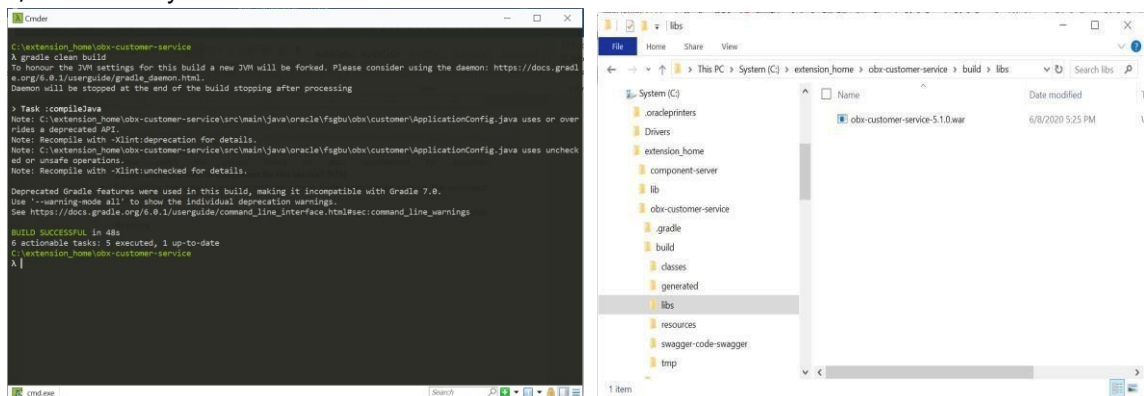 Cmder
C:\extension_home\obx-customer-service
λ gradle clean build
To honour the JVM settings for this build a new JVM will be forked. Please consider using the daemon: https://docs.gradl
e.org/6.0.1/userguide/gradle_daemon.html.
Daemon will be stopped at the end of the build stopping after processing
> Task :compileJava
Note: C:\extension_home\obx-customer-service\src\main\java\oracle\fsgbu\obx\customer\ApplicationConfig.java uses or over
rides a deprecated API.
Note: Recompile with -Xlint:deprecation for details.
Note: C:\extension_home\obx-customer-service\src\main\java\oracle\fsgbu\obx\customer\ApplicationConfig.java uses uncheck
ed or unsafe operations.
Note: Recompile with -Xlint:unchecked for details.
Deprecated Gradle features were used in this build, making it incompatible with Gradle 7.0.
Use '--warning-mode all' to show the individual deprecation warnings.
See https://docs.gradle.org/6.0.1/userguide/command_line_interface.html#sec:command_line_warnings
BUILD SUCCESSFUL in 48s
6 actionable tasks: 5 executed, 1 up-to-date
C:\extension_home\obx-customer-service
λ
cmd.exe
Search
libs
File Home Share View
This PC > System (C:) > extension_home > obx-customer-service > build > libs
Search libs
System (C:)
.oracleprinters
Drivers
extension_home
component-server
lib
obx-customer-service
.gradle
build
classes
generated
libs
resources
swagger-code-swagger
tmp
Name Date modified
obx-customer-service-5.1.0.war 6/8/2020 5:25 PM
1 item